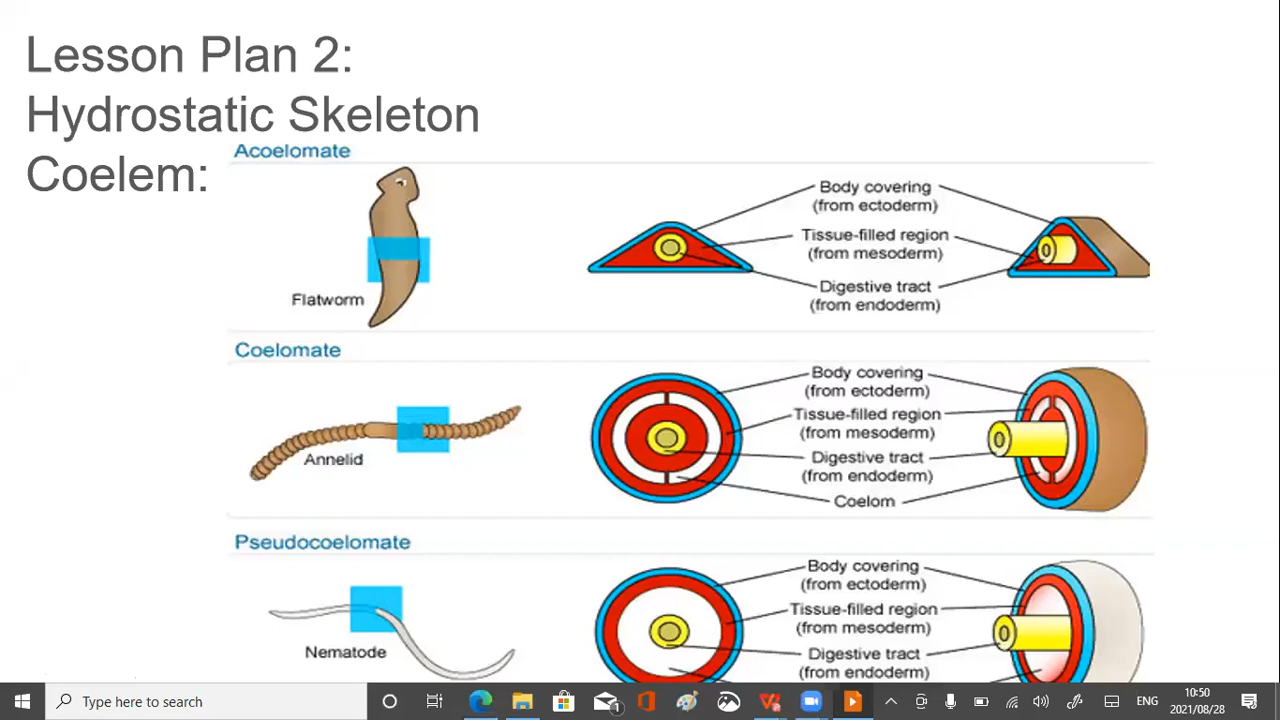 Lesson Plan 2:
Hydrostatic Skeleton
Coelem:
Acoelomate
Flatworm
Body covering
(from ectoderm)
Tissue-filled region
(from mesoderm)
Digestive tract
(from endoderm)
Coelomate
Annelid
Body covering
(from ectoderm)
Tissue-filled region
(from mesoderm)
Digestive tract
(from endoderm)
Coelom
Pseudocoelomate
Nematode
Body covering
(from ectoderm)
Tissue-filled region
(from mesoderm)
Digestive tract
(from endoderm)
Type here to search
1
ENG
10:50
2021/08/28